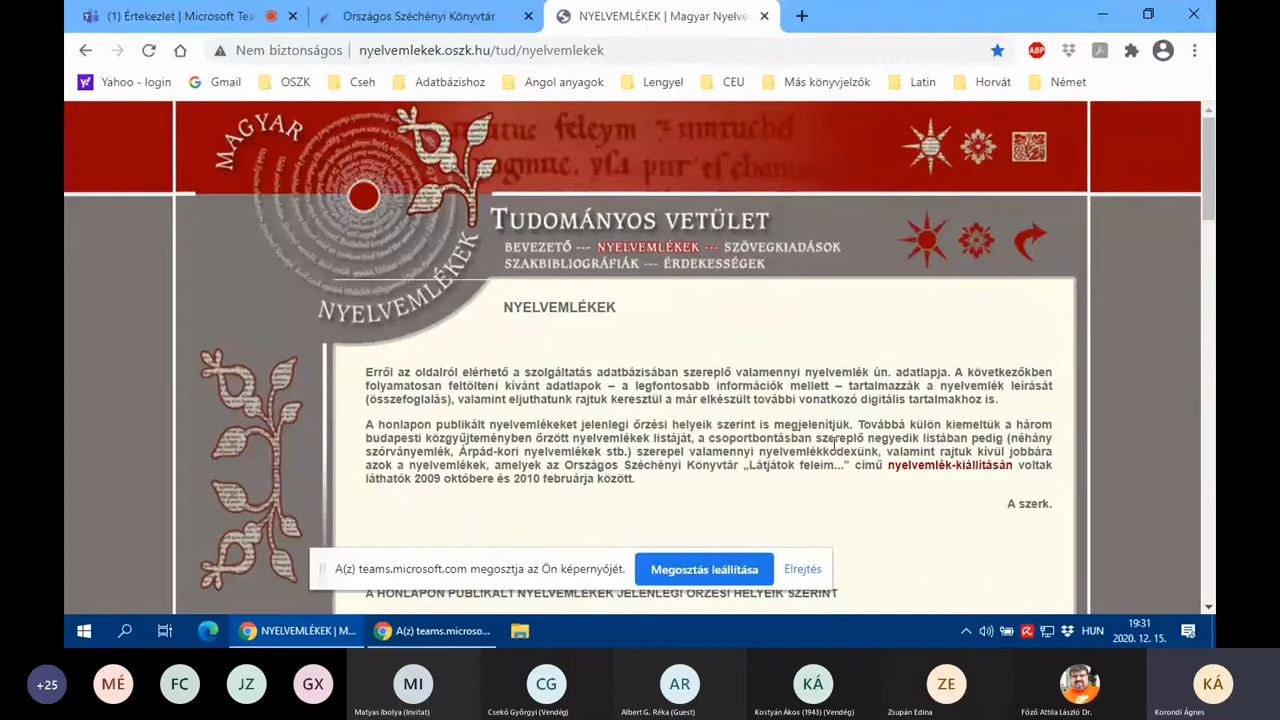 (1) Értekezlet | Microsoft Tea
Országos Széchényi Könyvtár
NYELVEMLÉKEK | Magyar Nyelve
Nem biztonságos
nyelvemlekek.oszk.hu/tud/nyelvemlekek
ABP
Yahoo - login
Gmail
OSZK
Cseh
Adatbázishoz
Angol anyagok
Lengyel
CEU
Más könyvjelzők
Latin
Horvát
Német
MAGYAR
NYELVEMLÉKEK
TUDOMÁNYOS VETÜLET
BEVEZETŐ --- NYELVEMLÉKEK --- SZÖVEGKIADÁSOK
SZAKBIBLIOGRÁFIÁK --- ÉRDEKESSÉGEK
NYELVEMLÉKEK
Erről az oldalról elérhető a szolgáltatás adatbázisában szereplő valamennyi nyelvemlék ún. adatlapja. A következőkben
folyamatosan feltölteni kívánt adatlapok – a legfontosabb információk mellett – tartalmazzák a nyelvemlék leírását
(összefoglalás), valamint eljuthatunk rajtuk keresztül a már elkészült további vonatkozó digitális tartalmakhoz is.
A honlapon publikált nyelvemlékeket jelenlegi őrzési helyeik szerint is megjelenítjük. Továbbá külön kiemeltük a három
budapesti közgyűjteményben őrzött nyelvemlékek listáját, a csoportbontásban szereplő negyedik listában pedig (néhány
szórványemlék, Árpád-kori nyelvemlékek stb.) szerepel valamennyi nyelvemlékkódexünk, valamint rajtuk kívül jobbára
azok a nyelvemlékek, amelyek az Országos Széchényi Könyvtár „Látjátok feleim...” című nyelvemlék-kiállításán voltak
láthatók 2009 októbere és 2010 februárja között.
A szerk.
A(z) teams.microsoft.com megosztja az Ön képernyőjét.
Megosztás leállítása
Elrejtés
A HONLAPON PUBLIKÁLT NYELVEMLÉKEK JELENLEGI ŐRZÉSI HELYEIK SZERINT
NYELVEMLÉKEK | M...
A(z) teams.microso...
HUN
19:31
2020. 12. 15.
+25
MÉ
FC
JZ
GX
MI
CG
AR
KÁ
ZE
KÁ
Matyas Ibolya (Invitat)
Csekő Györgyi (Vendég)
Albert G. Réka (Guest)
Kostyán Ákos (1943) (Vendég)
Zsupán Edina
Főző Attila László Dr.
Korondi Ágnes